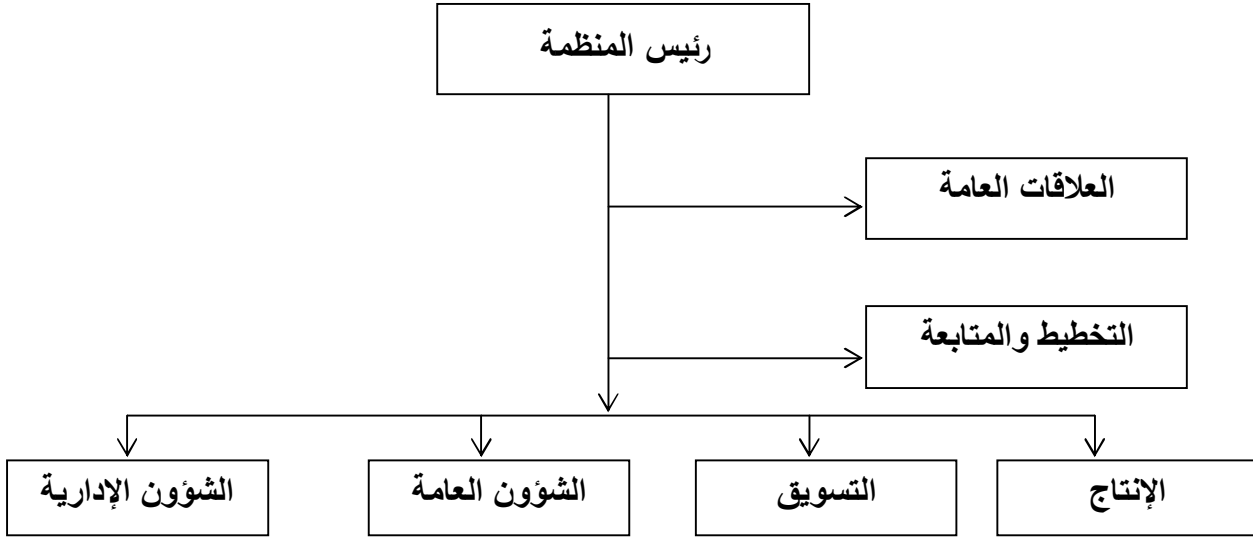 رئيس المنظمة
العلاقات العامة
التخطيط والمتابعة
الإنتاج
التسويق
الشؤون العامة
الشؤون الإدارية